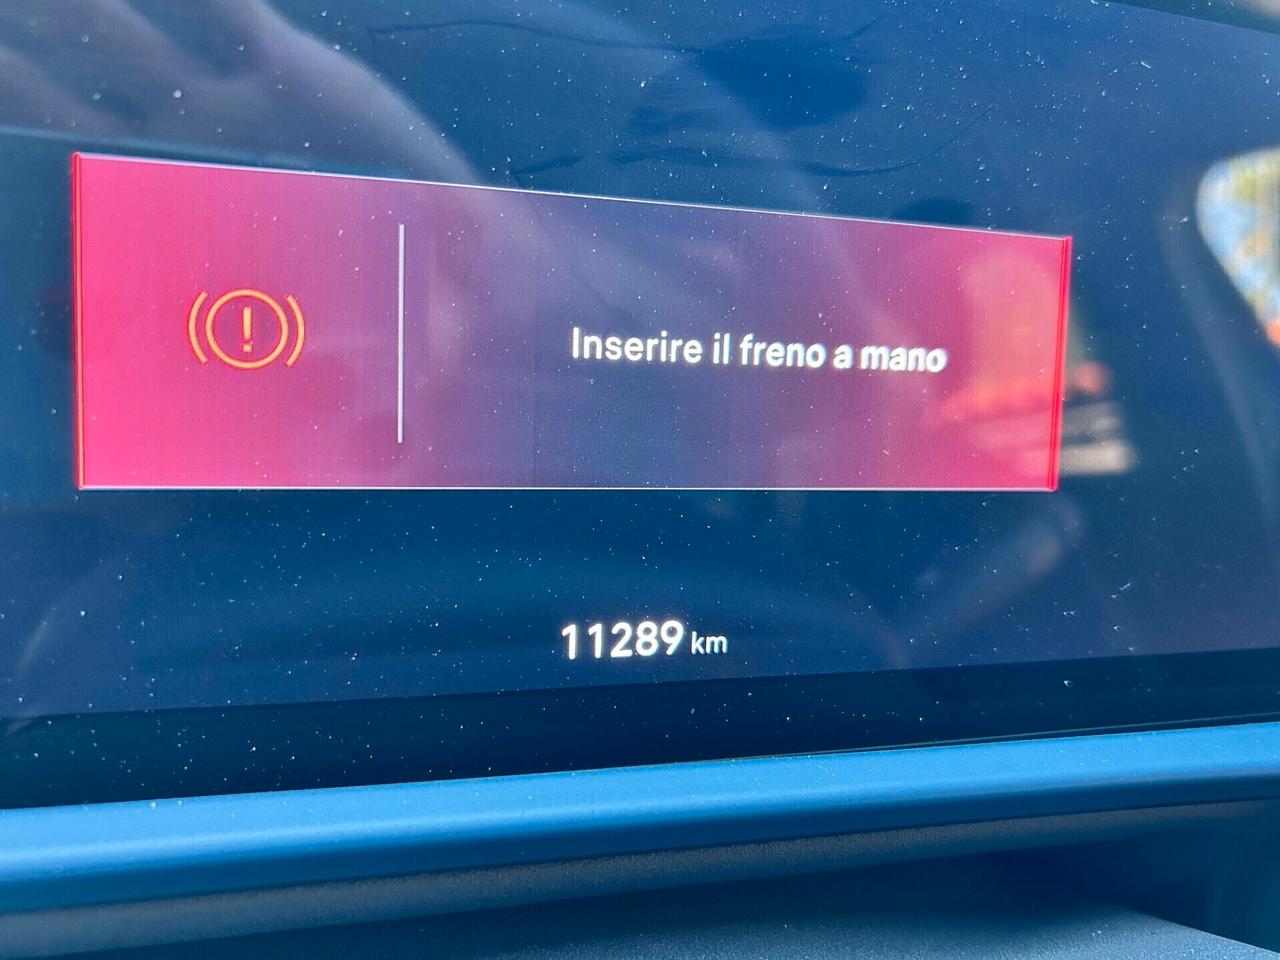 Inserire il freno a mano
11289 km